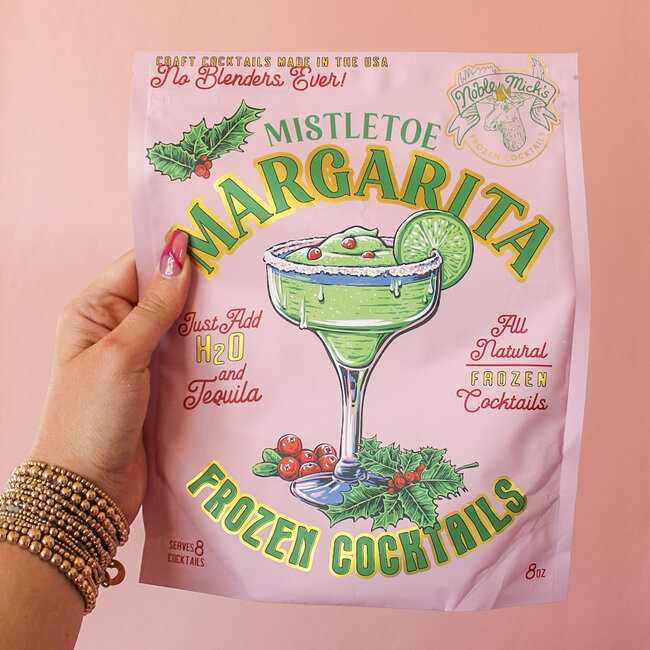 CRAFT COCKTAILS MADE IN THE USA
No Blenders Ever!
Noble Mick's
FROZEN COCKTAILS
MISTLETOE
MARGARITA
Just Add
H2O
and
Tequila
All
Natural
FROZEN
Cocktails
FROZEN COCKTAILS
SERVES 8
COCKTAILS
8OZ